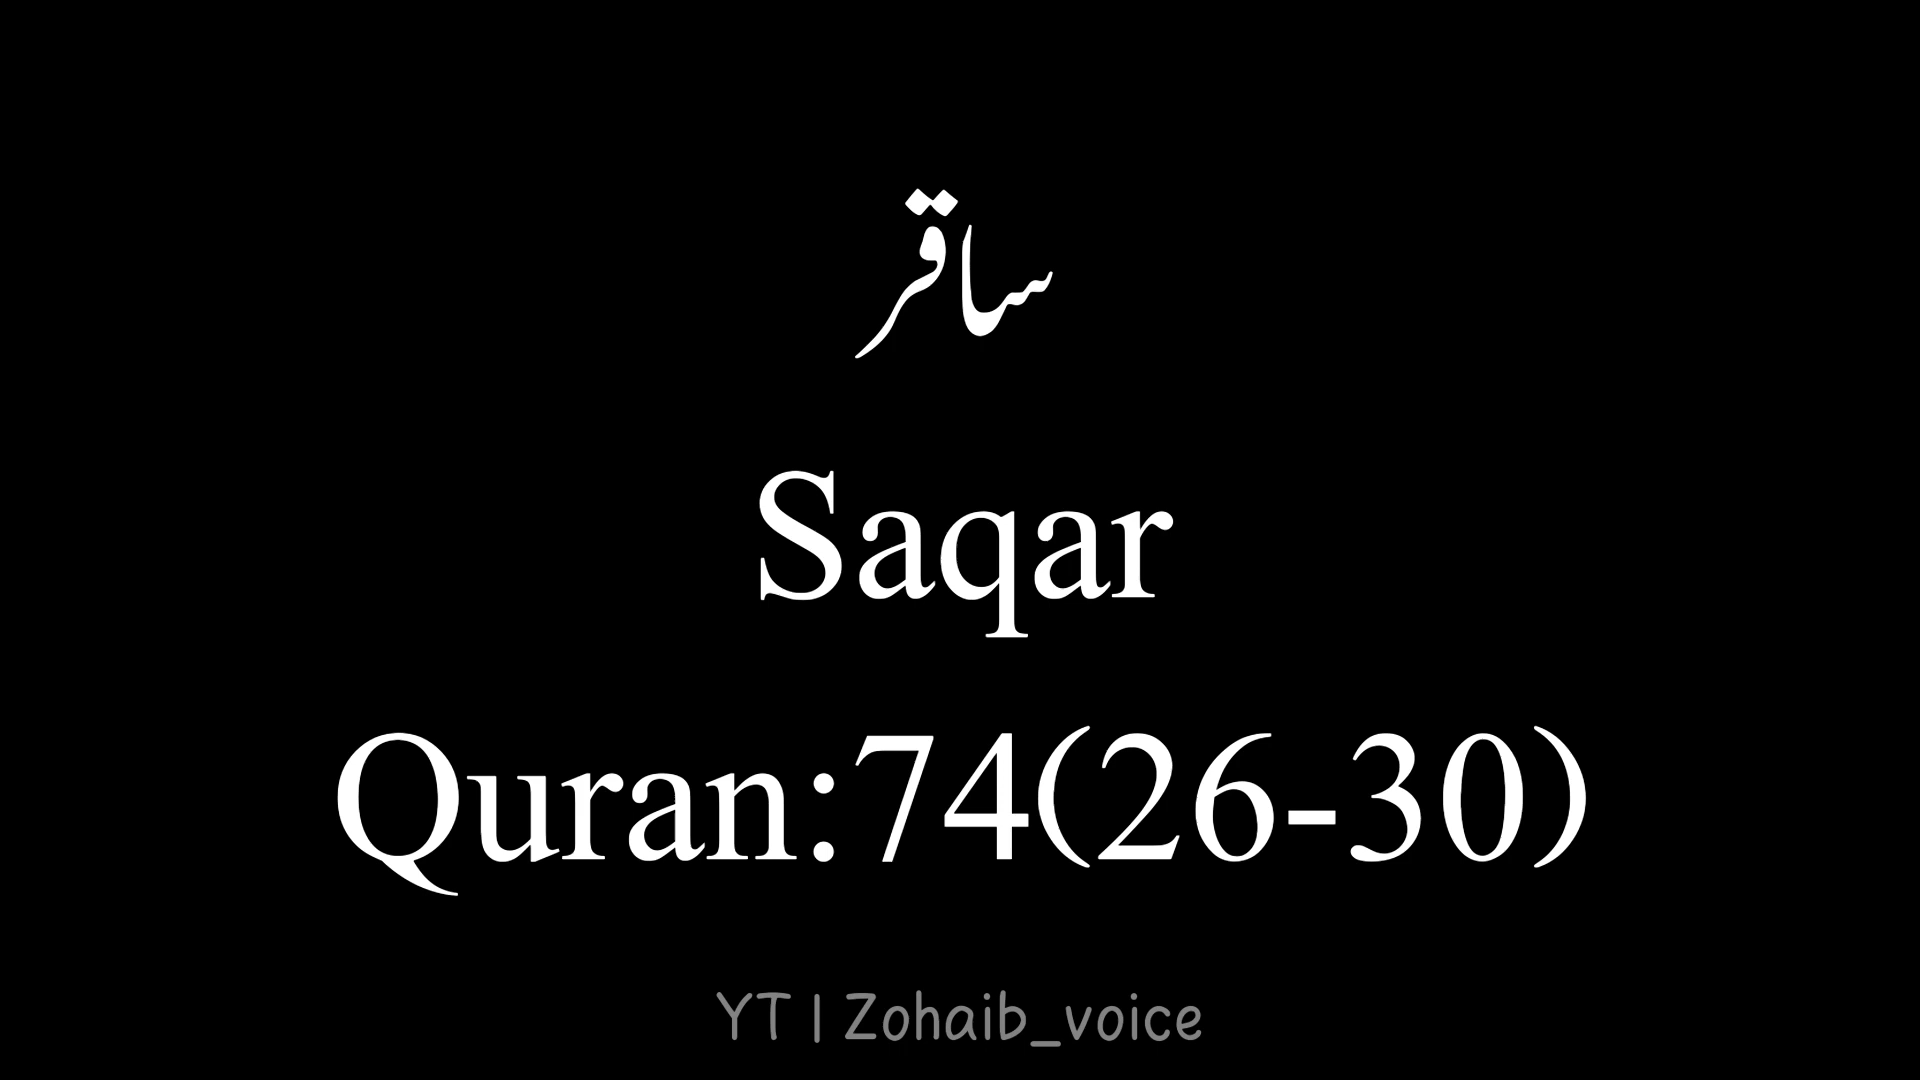 ساقر
Saqar
Quran:74(26-30)
YT | Zohaib_voice